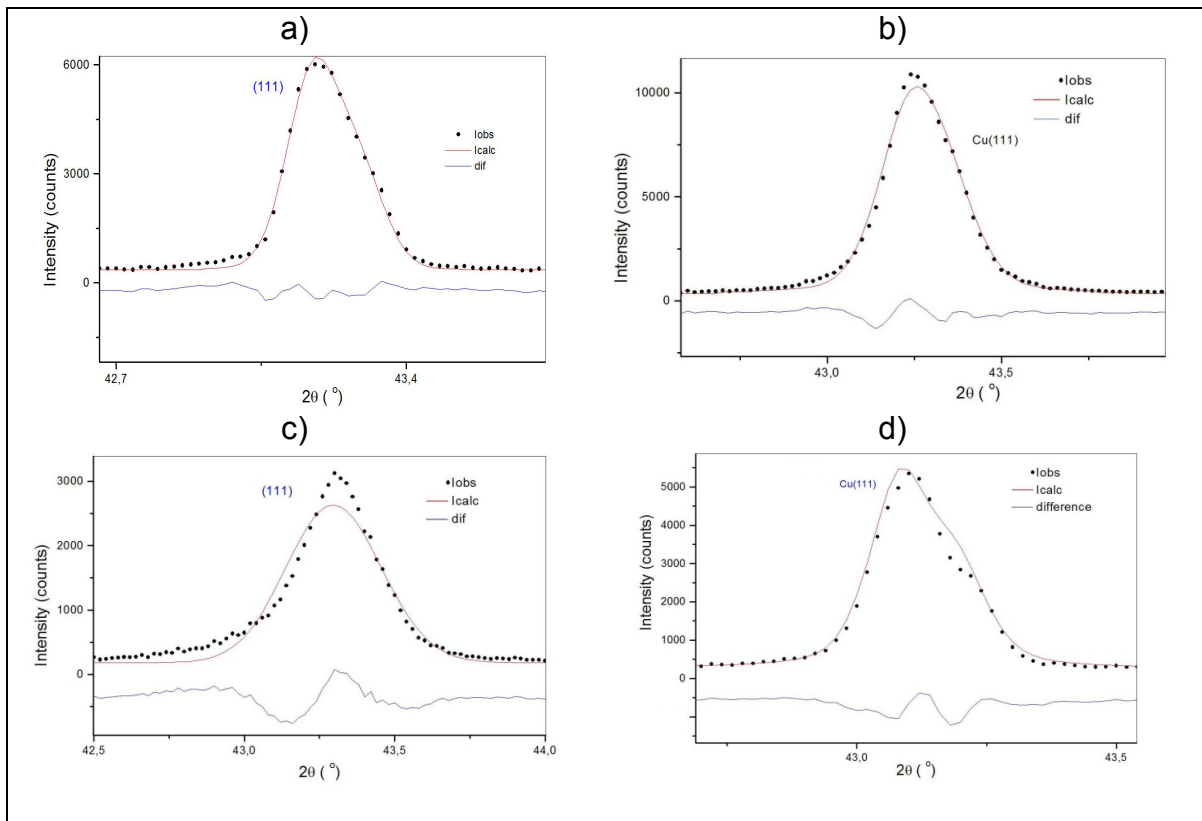 a)
6000
3000
0
Intensity (counts)
(111)
Iobs
Icalc
dif
42,7
43,4
2θ ( °)
b)
10000
5000
0
Intensity (counts)
Iobs
Icalc
dif
Cu(111)
43,0
43,5
2θ ( °)
c)
3000
2000
1000
0
Intensity (counts)
(111)
Iobs
Icalc
dif
42,5
43,0
43,5
44,0
2θ ( °)
d)
5000
4000
3000
2000
1000
0
Intensity (counts)
Cu(111)
Iobs
Icalc
difference
43,0
43,5
2θ ( °)